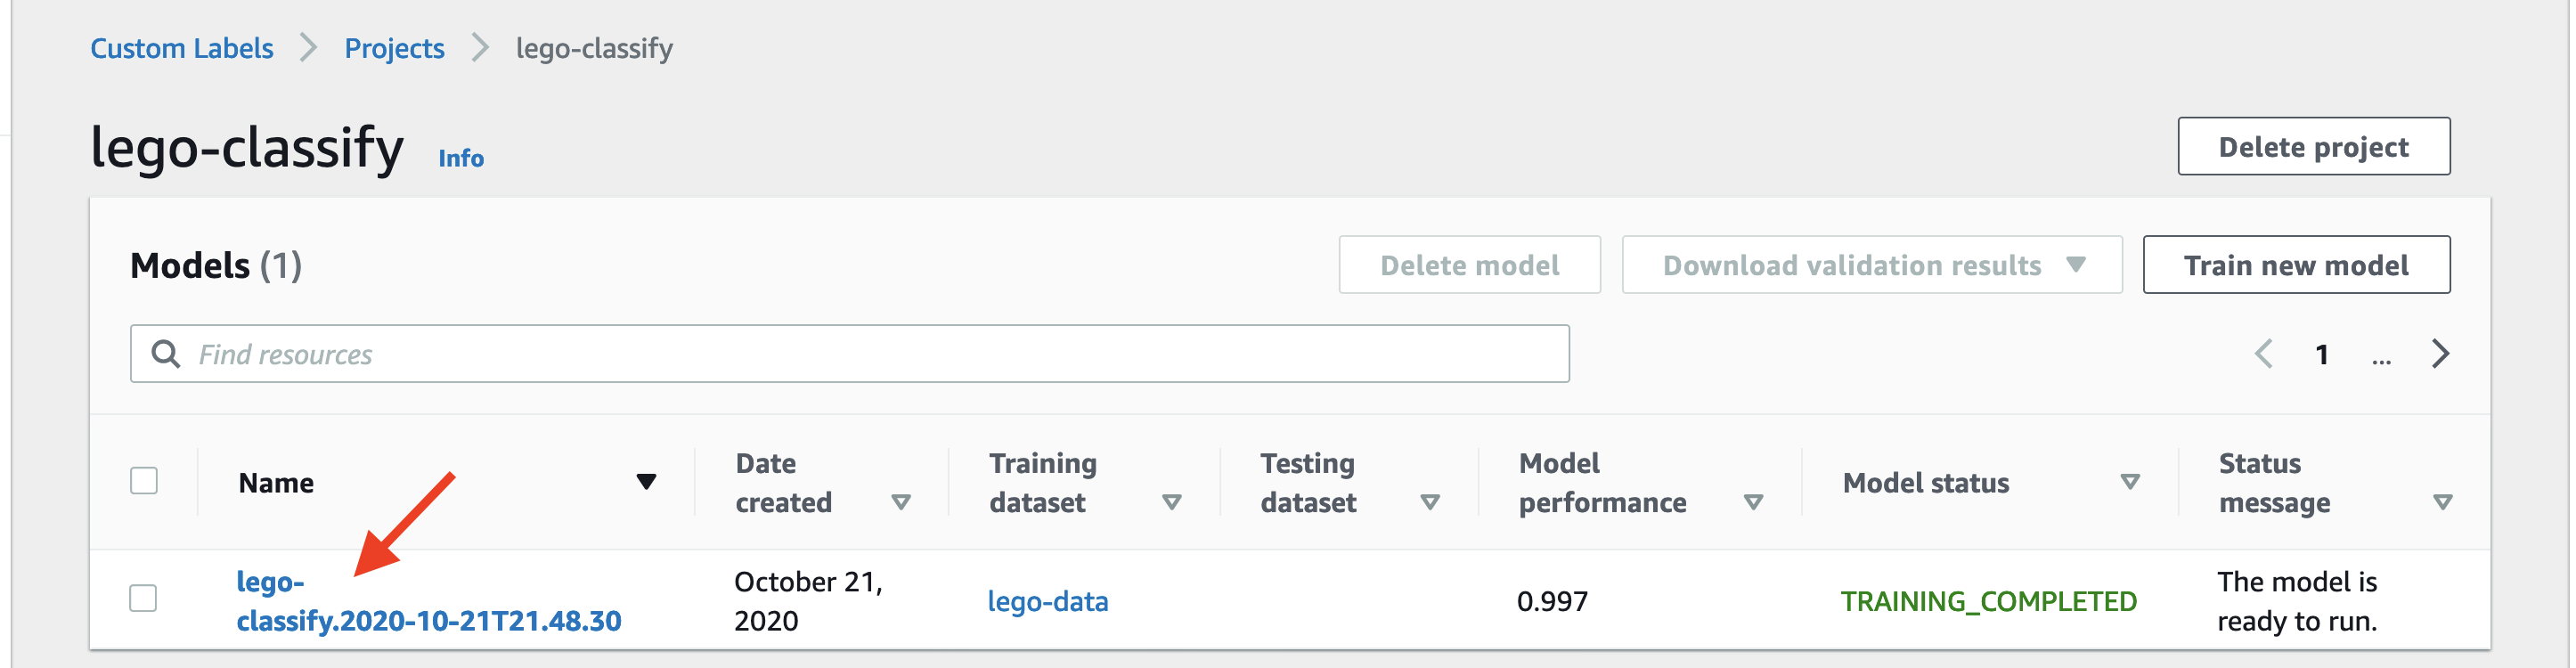 Custom Labels Projects lego-classify
lego-classify Info Delete project
Models (1) Delete model Download validation results Train new model
Find resources 1 ...
Name
Date created
Training dataset
Testing dataset
Model performance
Model status
Status message
lego-
classify.2020-10-21T21.48.30
October 21,
2020
lego-data
0.997
TRAINING_COMPLETED
The model is
ready to run.